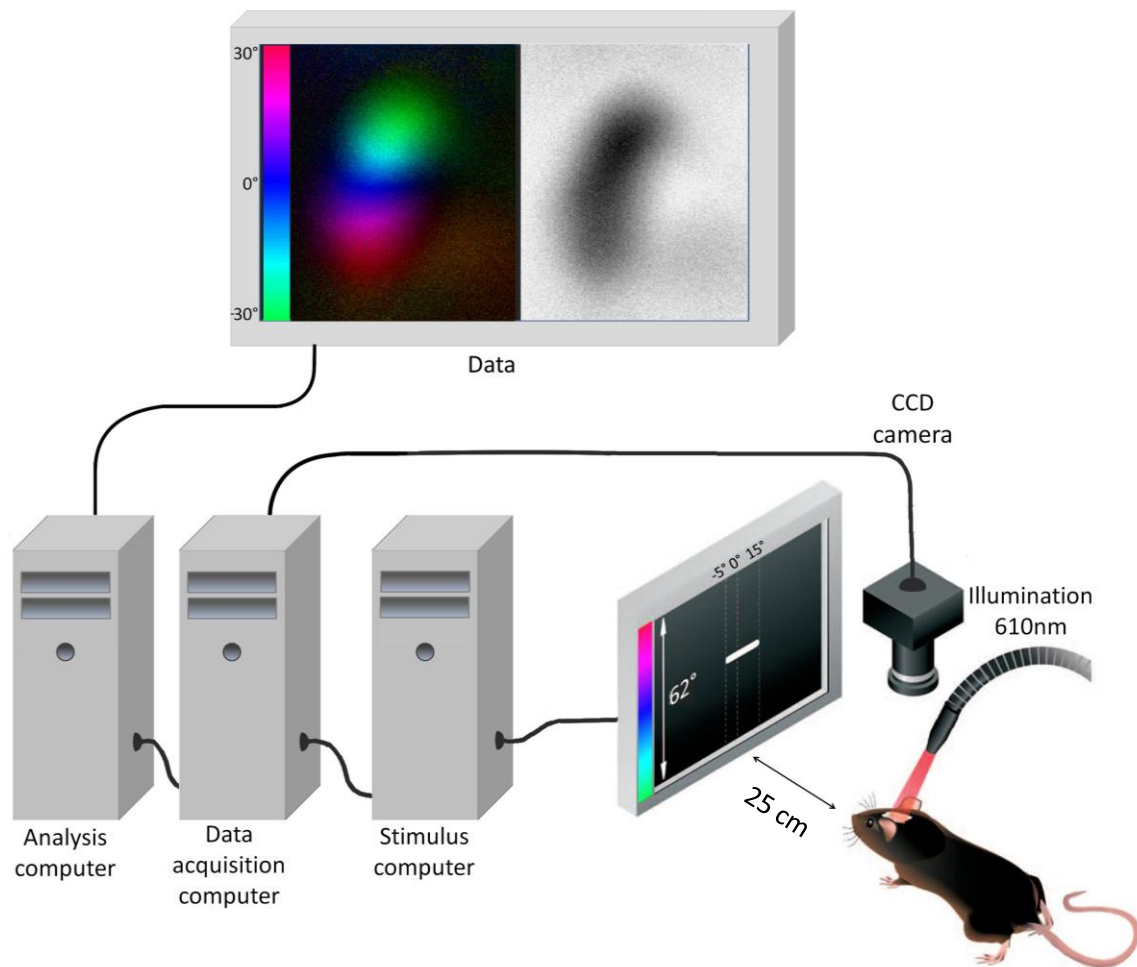 30°
0°
-30°
Data
CCD
camera
-5° 0° 15°
Illumination
610nm
62°
25 cm
Analysis
computer
Data
acquisition
computer
Stimulus
computer